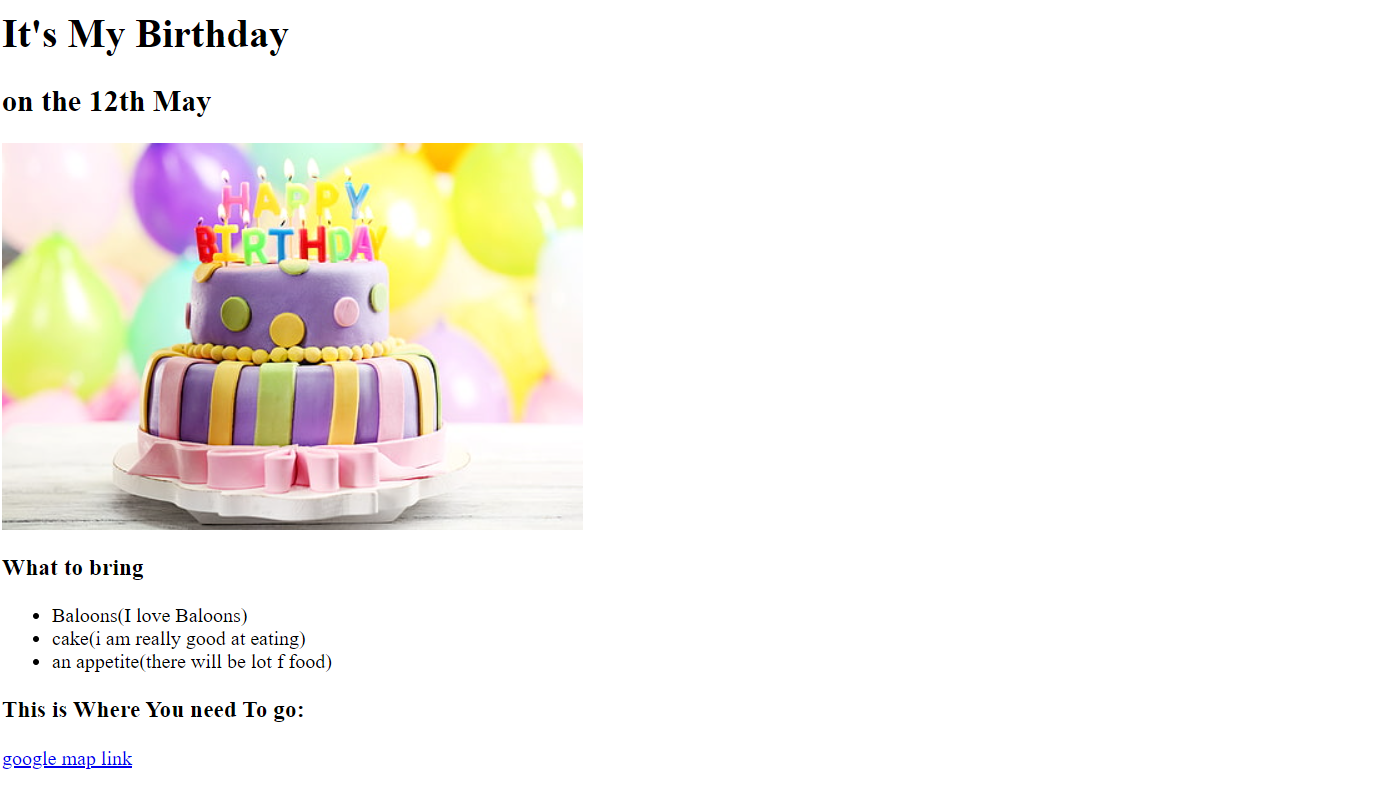 It's My Birthday
on the 12th May
HAPPY
BIRTHDAY
What to bring
Baloons(I love Baloons)
cake(i am really good at eating)
an appetite(there will be lot f food)
This is Where You need To go:
google map link